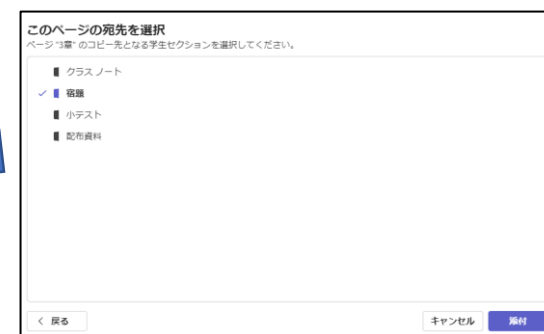 このページの宛先を選択
ページ "3章" のコピー先となる学生セクションを選択してください。
クラス ノート
宿題
小テスト
配布資料
戻る
キャンセル
添付